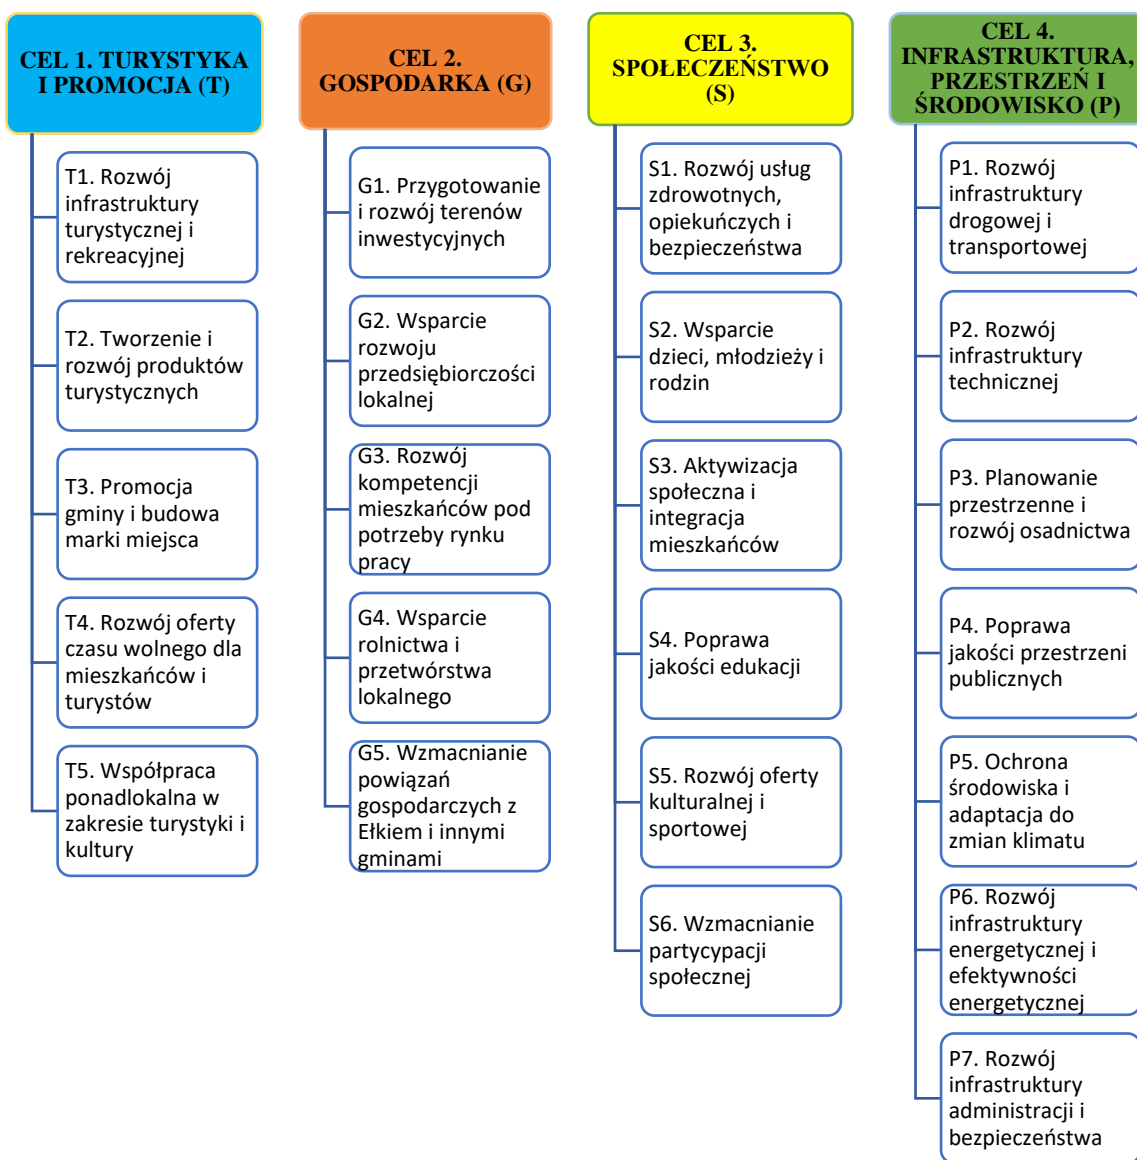 CEL 1. TURYSTYKA
I PROMOCJA (T)
T1. Rozwój
infrastruktury
turystycznej i
rekreacyjnej
T2. Tworzenie i
rozwój produktów
turystycznych
T3. Promocja
gminy i budowa
marki miejsca
T4. Rozwój oferty
czasu wolnego dla
mieszkańców i
turystów
T5. Współpraca
ponadlokalna w
zakresie turystyki i
kultury
CEL 2.
GOSPODARKA (G)
G1. Przygotowanie
i rozwój terenów
inwestycyjnych
G2. Wsparcie
rozwoju
przedsiębiorczości
lokalnej
G3. Rozwój
kompetencji
mieszkańców pod
potrzeby rynku
pracy
G4. Wsparcie
rolnictwa i
przetwórstwa
lokalnego
G5. Wzmacnianie
powiązań
gospodarczych z
Ełkiem i innymi
gminami
CEL 3.
SPOŁECZEŃSTWO
(S)
S1. Rozwój usług
zdrowotnych,
opiekuńczych i
bezpieczeństwa
S2. Wsparcie
dzieci, młodzieży i
rodzin
S3. Aktywizacja
społeczna i
integracja
mieszkańców
S4. Poprawa
jakości edukacji
S5. Rozwój oferty
kulturalnej i
sportowej
S6. Wzmacnianie
partycypacji
społecznej
CEL 4.
INFRASTRUKTURA,
PRZESTRZEŃ I
ŚRODOWISKO (P)
P1. Rozwój
infrastruktury
drogowej i
transportowej
P2. Rozwój
infrastruktury
technicznej
P3. Planowanie
przestrzenne i
rozwój osadnictwa
P4. Poprawa
jakości przestrzeni
publicznych
P5. Ochrona
środowiska i
adaptacja do
zmian klimatu
P6. Rozwój
infrastruktury
energetycznej i
efektywności
energetycznej
P7. Rozwój
infrastruktury
administracji i
bezpieczeństwa